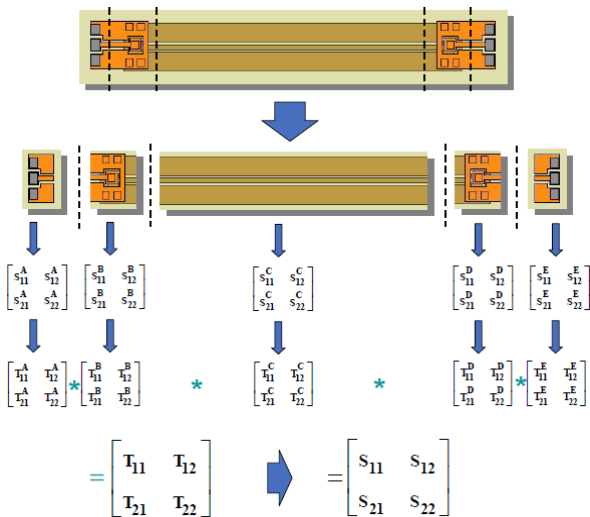 S₁₁ᴬ S₁₂ᴬ S₁₁ᴮ S₁₂ᴮ S₁₁ᶜ S₁₂ᶜ S₁₁ᴰ S₁₂ᴰ S₁₁ᴱ S₁₂ᴱ
S₂₁ᴬ S₂₂ᴬ S₂₁ᴮ S₂₂ᴮ S₂₁ᶜ S₂₂ᶜ S₂₁ᴰ S₂₂ᴰ S₂₁ᴱ S₂₂ᴱ
T₁₁ᴬ T₁₂ᴬ T₁₁ᴮ T₁₂ᴮ T₁₁ᶜ T₁₂ᶜ T₁₁ᴰ T₁₂ᴰ T₁₁ᴱ T₁₂ᴱ
* * * *
T₂₁ᴬ T₂₂ᴬ T₂₁ᴮ T₂₂ᴮ T₂₁ᶜ T₂₂ᶜ T₂₁ᴰ T₂₂ᴰ T₂₁ᴱ T₂₂ᴱ
T₁₁ T₁₂ S₁₁ S₁₂
= =
T₂₁ T₂₂ S₂₁ S₂₂